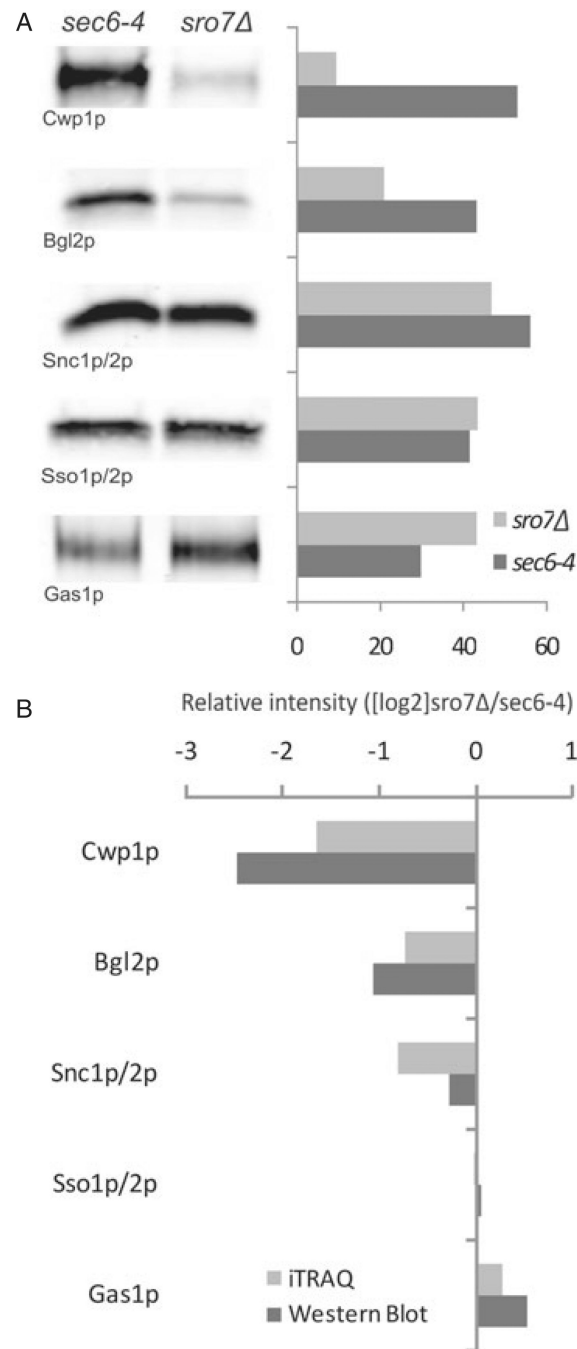 A
sec6-4 sro7Δ
Cwp1p
Bgl2p
Snc1p/2p
Sso1p/2p
Gas1p
sro7Δ
sec6-4
0 20 40 60
B
Relative intensity ([log2]sro7Δ/sec6-4)
-3 -2 -1 0 1
Cwp1p
Bgl2p
Snc1p/2p
Sso1p/2p
Gas1p
iTRAQ
Western Blot